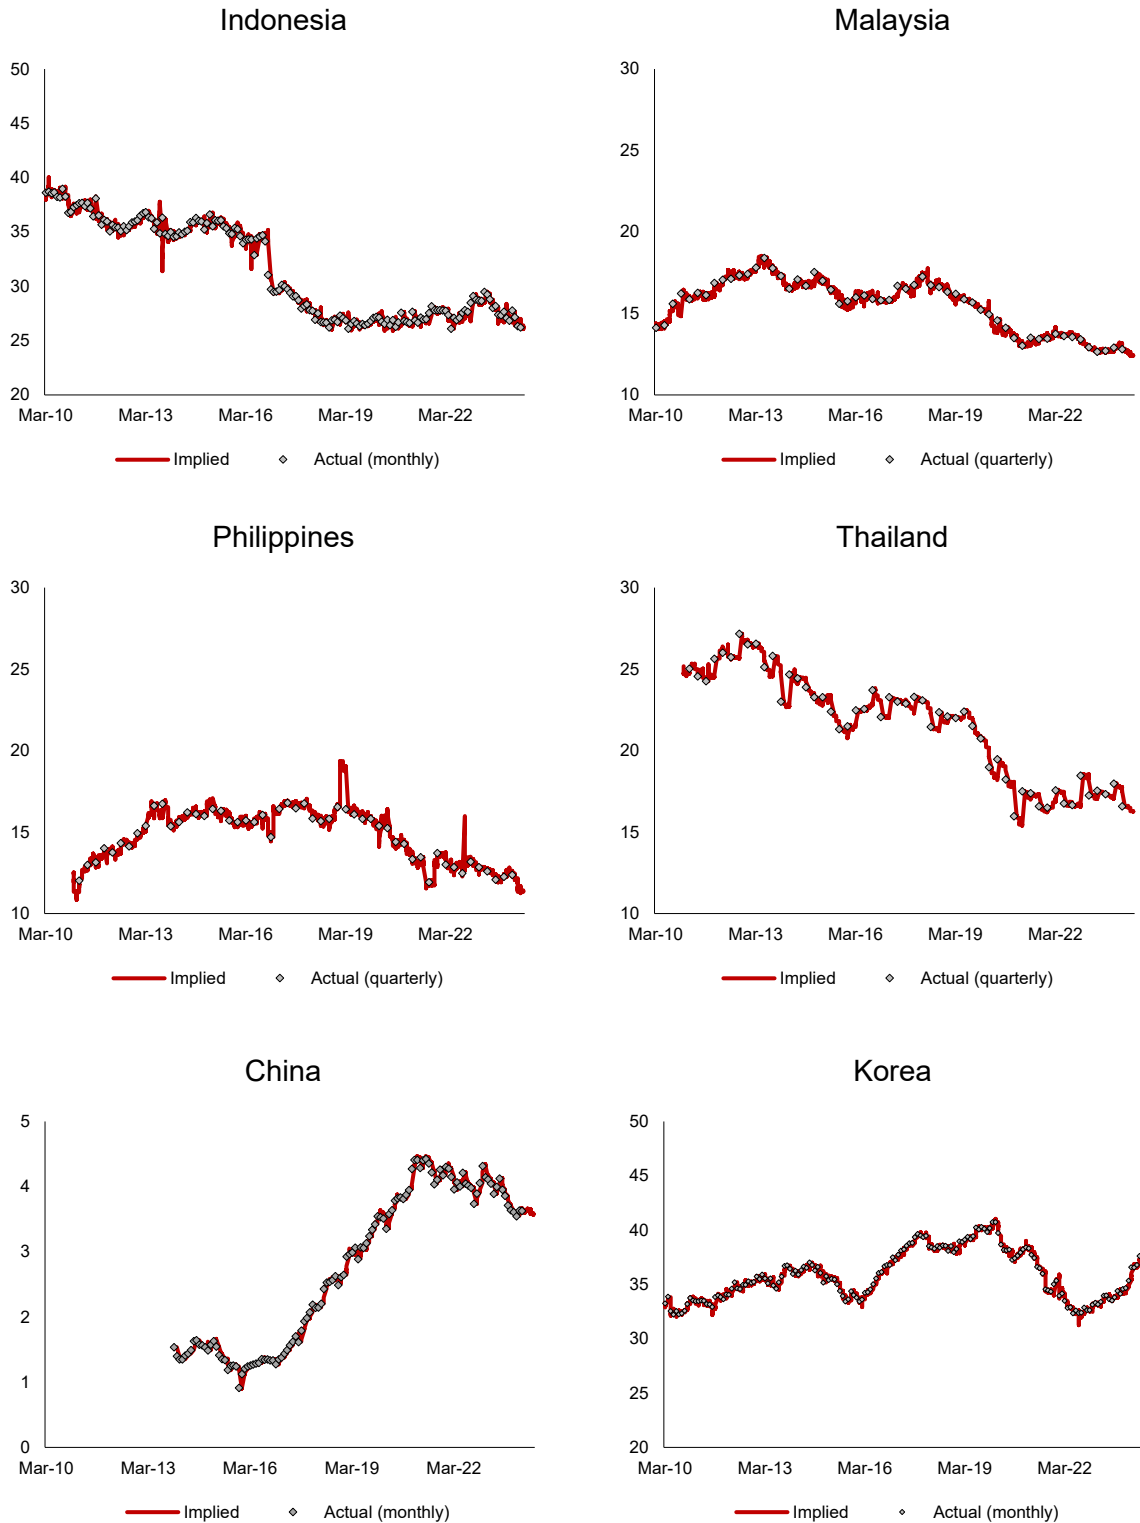 Indonesia
Malaysia
50
45
40
35
30
25
20
Mar-10 Mar-13 Mar-16 Mar-19 Mar-22
Implied Actual (monthly)
30
25
20
15
10
Mar-10 Mar-13 Mar-16 Mar-19 Mar-22
Implied Actual (quarterly)
Philippines
Thailand
30
25
20
15
10
Mar-10 Mar-13 Mar-16 Mar-19 Mar-22
Implied Actual (quarterly)
30
25
20
15
10
Mar-10 Mar-13 Mar-16 Mar-19 Mar-22
Implied Actual (quarterly)
China
Korea
5
4
3
2
1
0
Mar-10 Mar-13 Mar-16 Mar-19 Mar-22
Implied Actual (monthly)
50
45
40
35
30
25
20
Mar-10 Mar-13 Mar-16 Mar-19 Mar-22
Implied Actual (monthly)